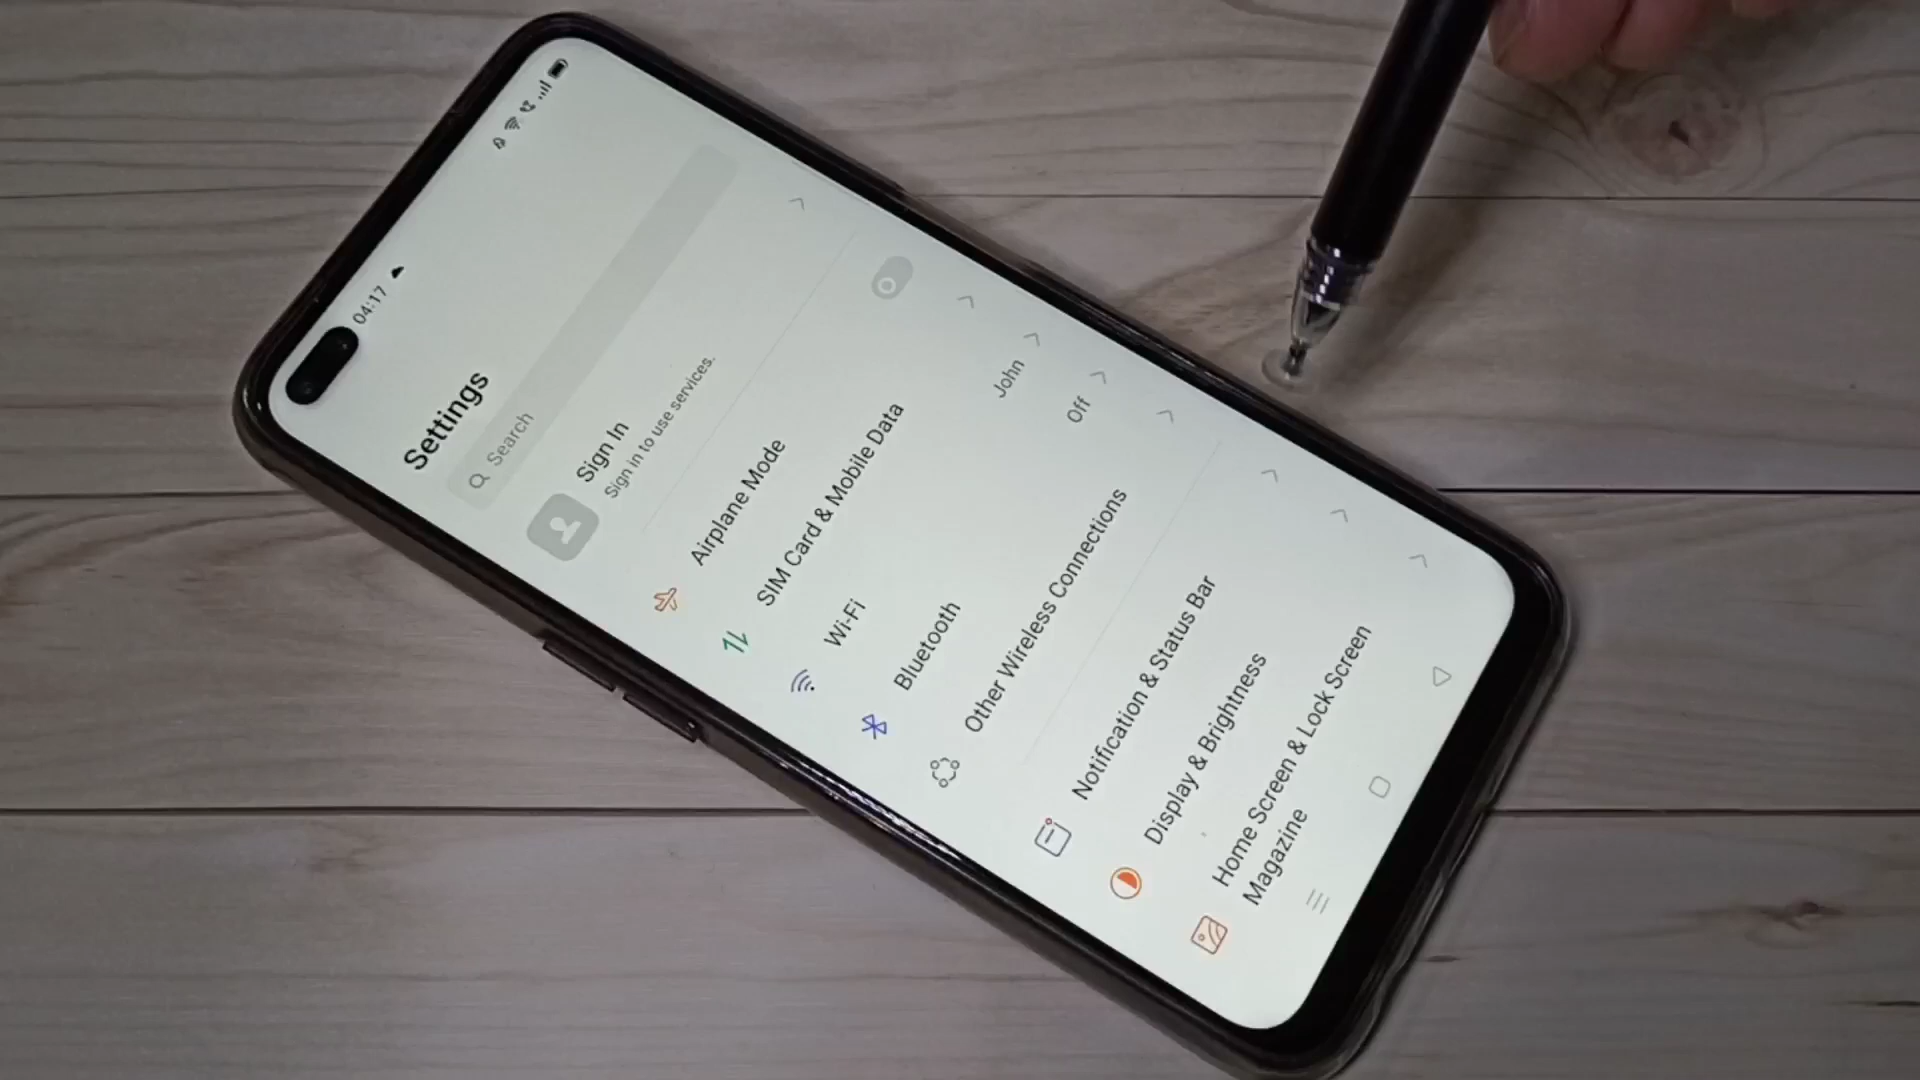 04:17
Settings
Search
Sign In
Sign in to use services.
Airplane Mode
SIM Card & Mobile Data
Wi-Fi John
Bluetooth Off
Other Wireless Connections
Notification & Status Bar
Display & Brightness
Home Screen & Lock Screen
Magazine